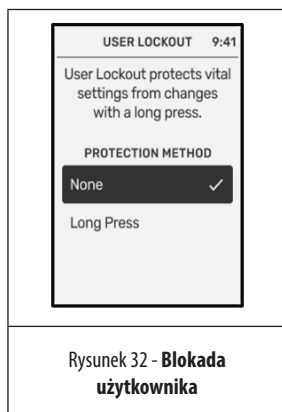 USER LOCKOUT 9:41
User Lockout protects vital
settings from changes
with a long press.
PROTECTION METHOD
None ✓
Long Press
Rysunek 32 - Blokada
użytkownika